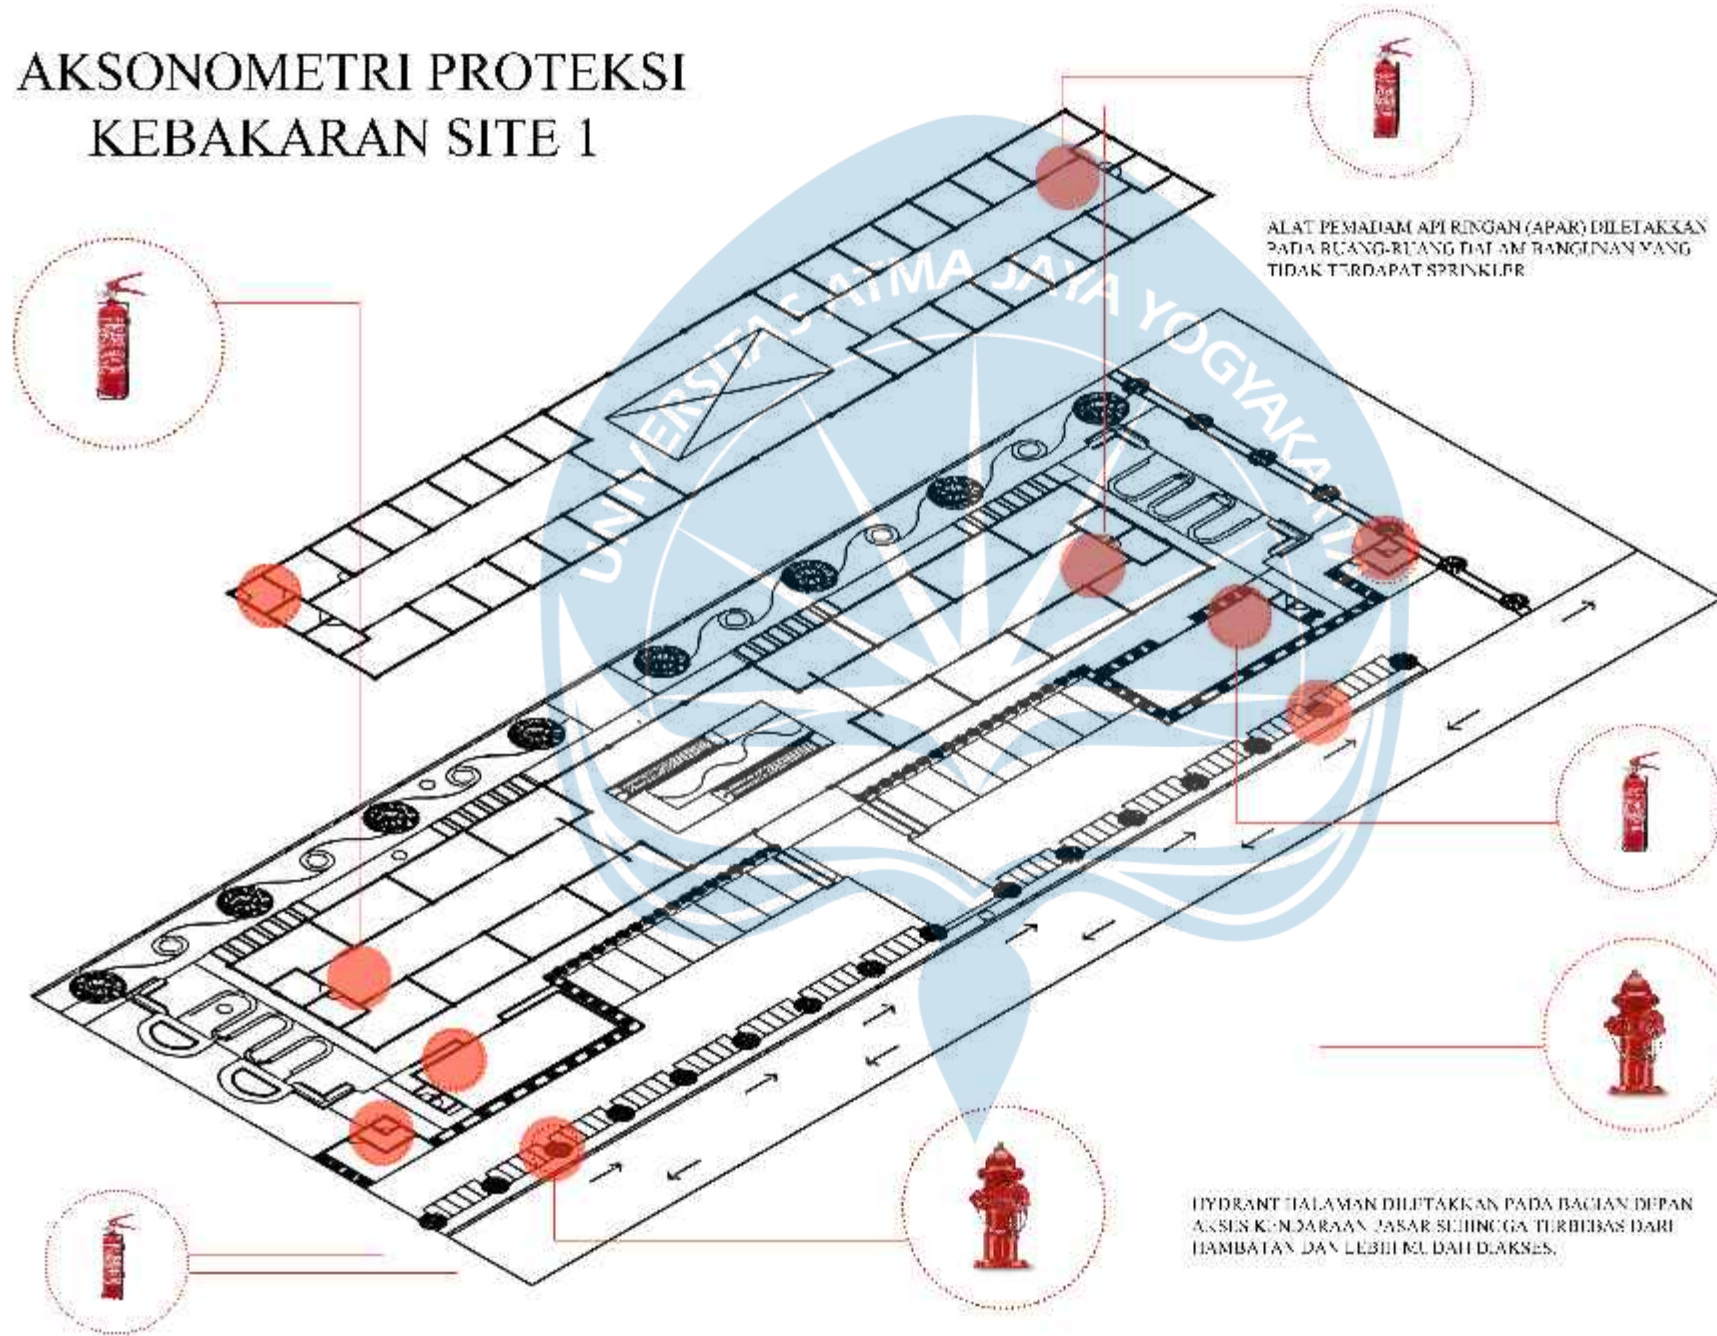 AKSONOMETRI PROTEKSI
KEBAKARAN SITE 1
ALAT PEMADAM API RINGAN (APAR) DILETAKKAN
PADA RUANG-RUANG DALAM BANGUNAN YANG
TIDAK TERDAPAT SPRINKLER
UNIVERSITAS ATMA JAYA YOGYAKARTA
HYDRANT HALAMAN DILETAKKAN PADA BAGIAN DEPAN
AKSES KENDARAAN PASAR SEHINGGA TERBEBAS DARI
HAMBATAN DAN LEBIH MUDAH DIAKSES.